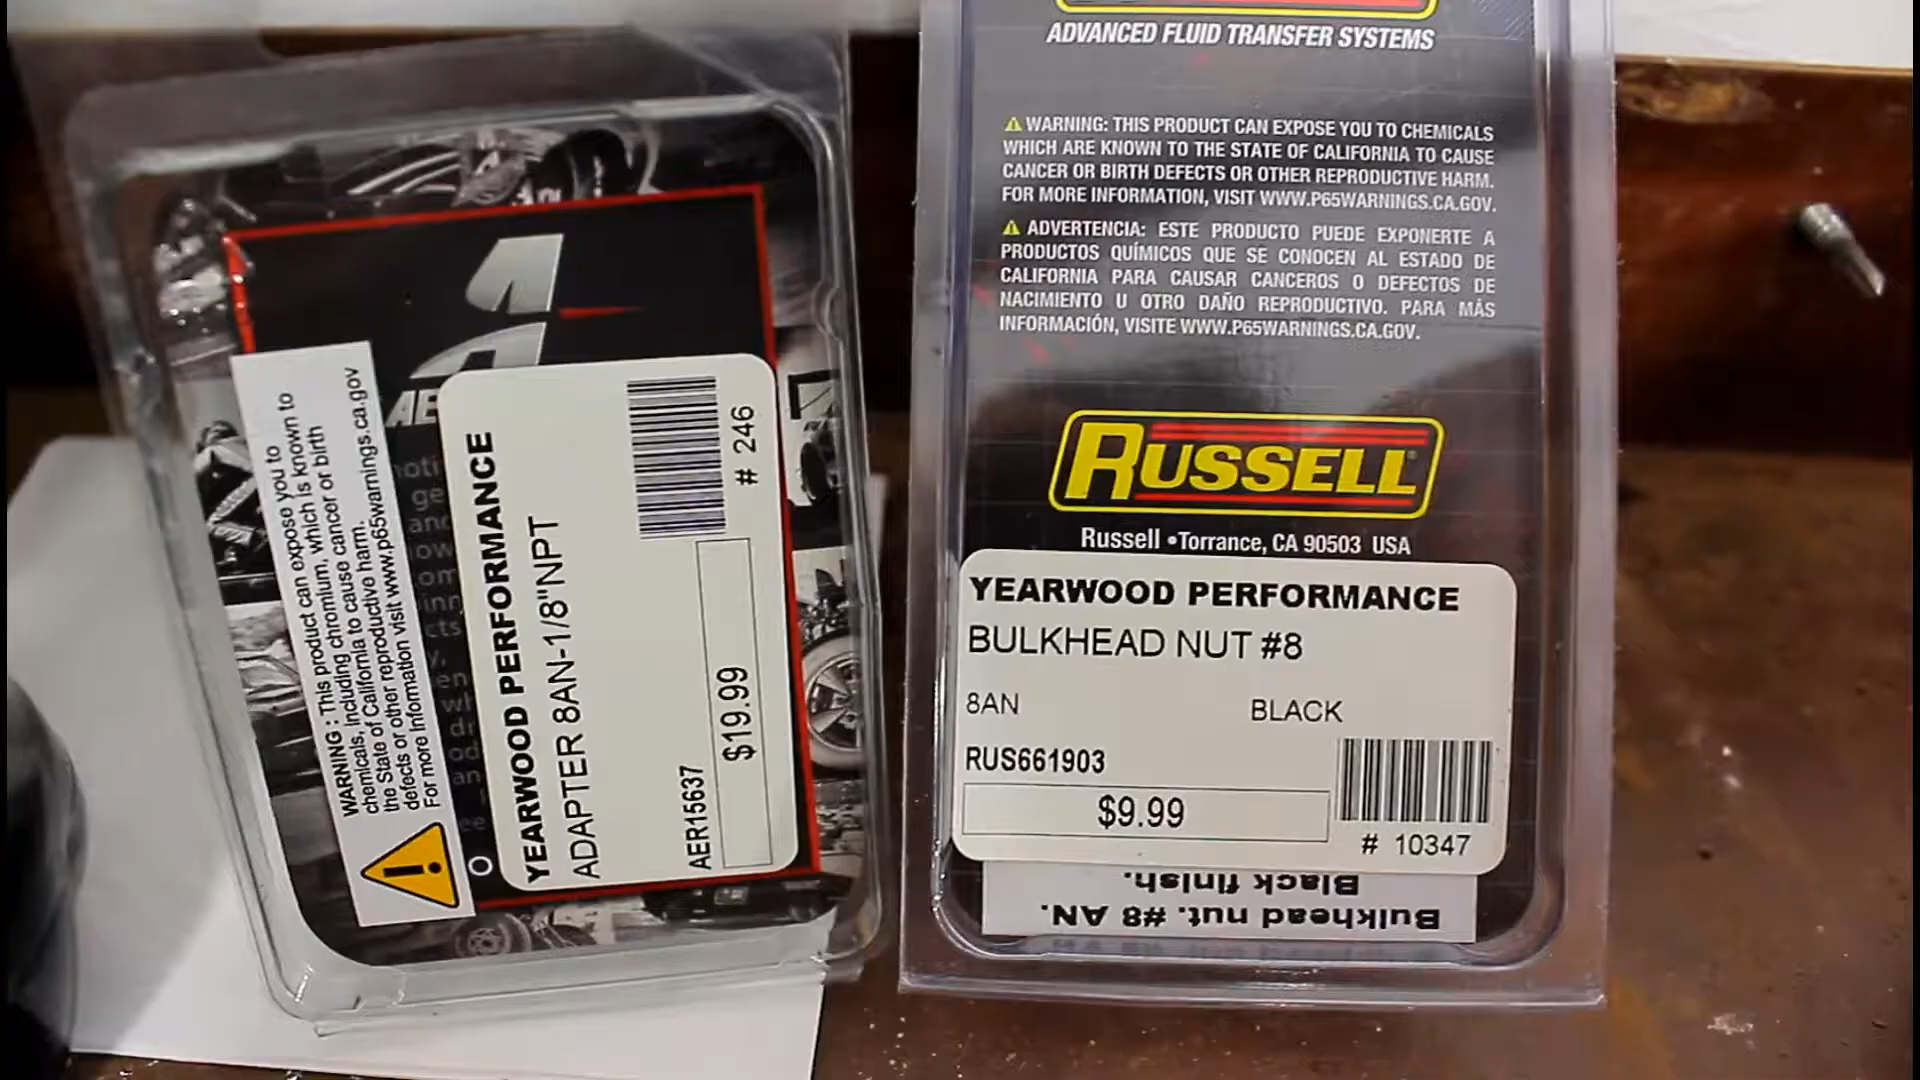 WARNING : This product can expose you to
chemicals, including chromium, which is known to
the State of California to cause cancer or birth
defects or other reproductive harm.
For more information visit www.p65warnings.ca.gov
YEARWOOD PERFORMANCE
ADAPTER 8AN-1/8"NPT
AER15637
$19.99
# 246
ADVANCED FLUID TRANSFER SYSTEMS
WARNING: THIS PRODUCT CAN EXPOSE YOU TO CHEMICALS
WHICH ARE KNOWN TO THE STATE OF CALIFORNIA TO CAUSE
CANCER OR BIRTH DEFECTS OR OTHER REPRODUCTIVE HARM.
FOR MORE INFORMATION, VISIT WWW.P65WARNINGS.CA.GOV.
ADVERTENCIA: ESTE PRODUCTO PUEDE EXPONERTE A
PRODUCTOS QUÍMICOS QUE SE CONOCEN AL ESTADO DE
CALIFORNIA PARA CAUSAR CANCEROS O DEFECTOS DE
NACIMIENTO U OTRO DAÑO REPRODUCTIVO. PARA MÁS
INFORMACIÓN, VISITE WWW.P65WARNINGS.CA.GOV.
RUSSELL
Russell • Torrance, CA 90503 USA
YEARWOOD PERFORMANCE
BULKHEAD NUT #8
8AN BLACK
RUS661903
$9.99
# 10347
Bulkhead nut. #8 AN.
Black finish.